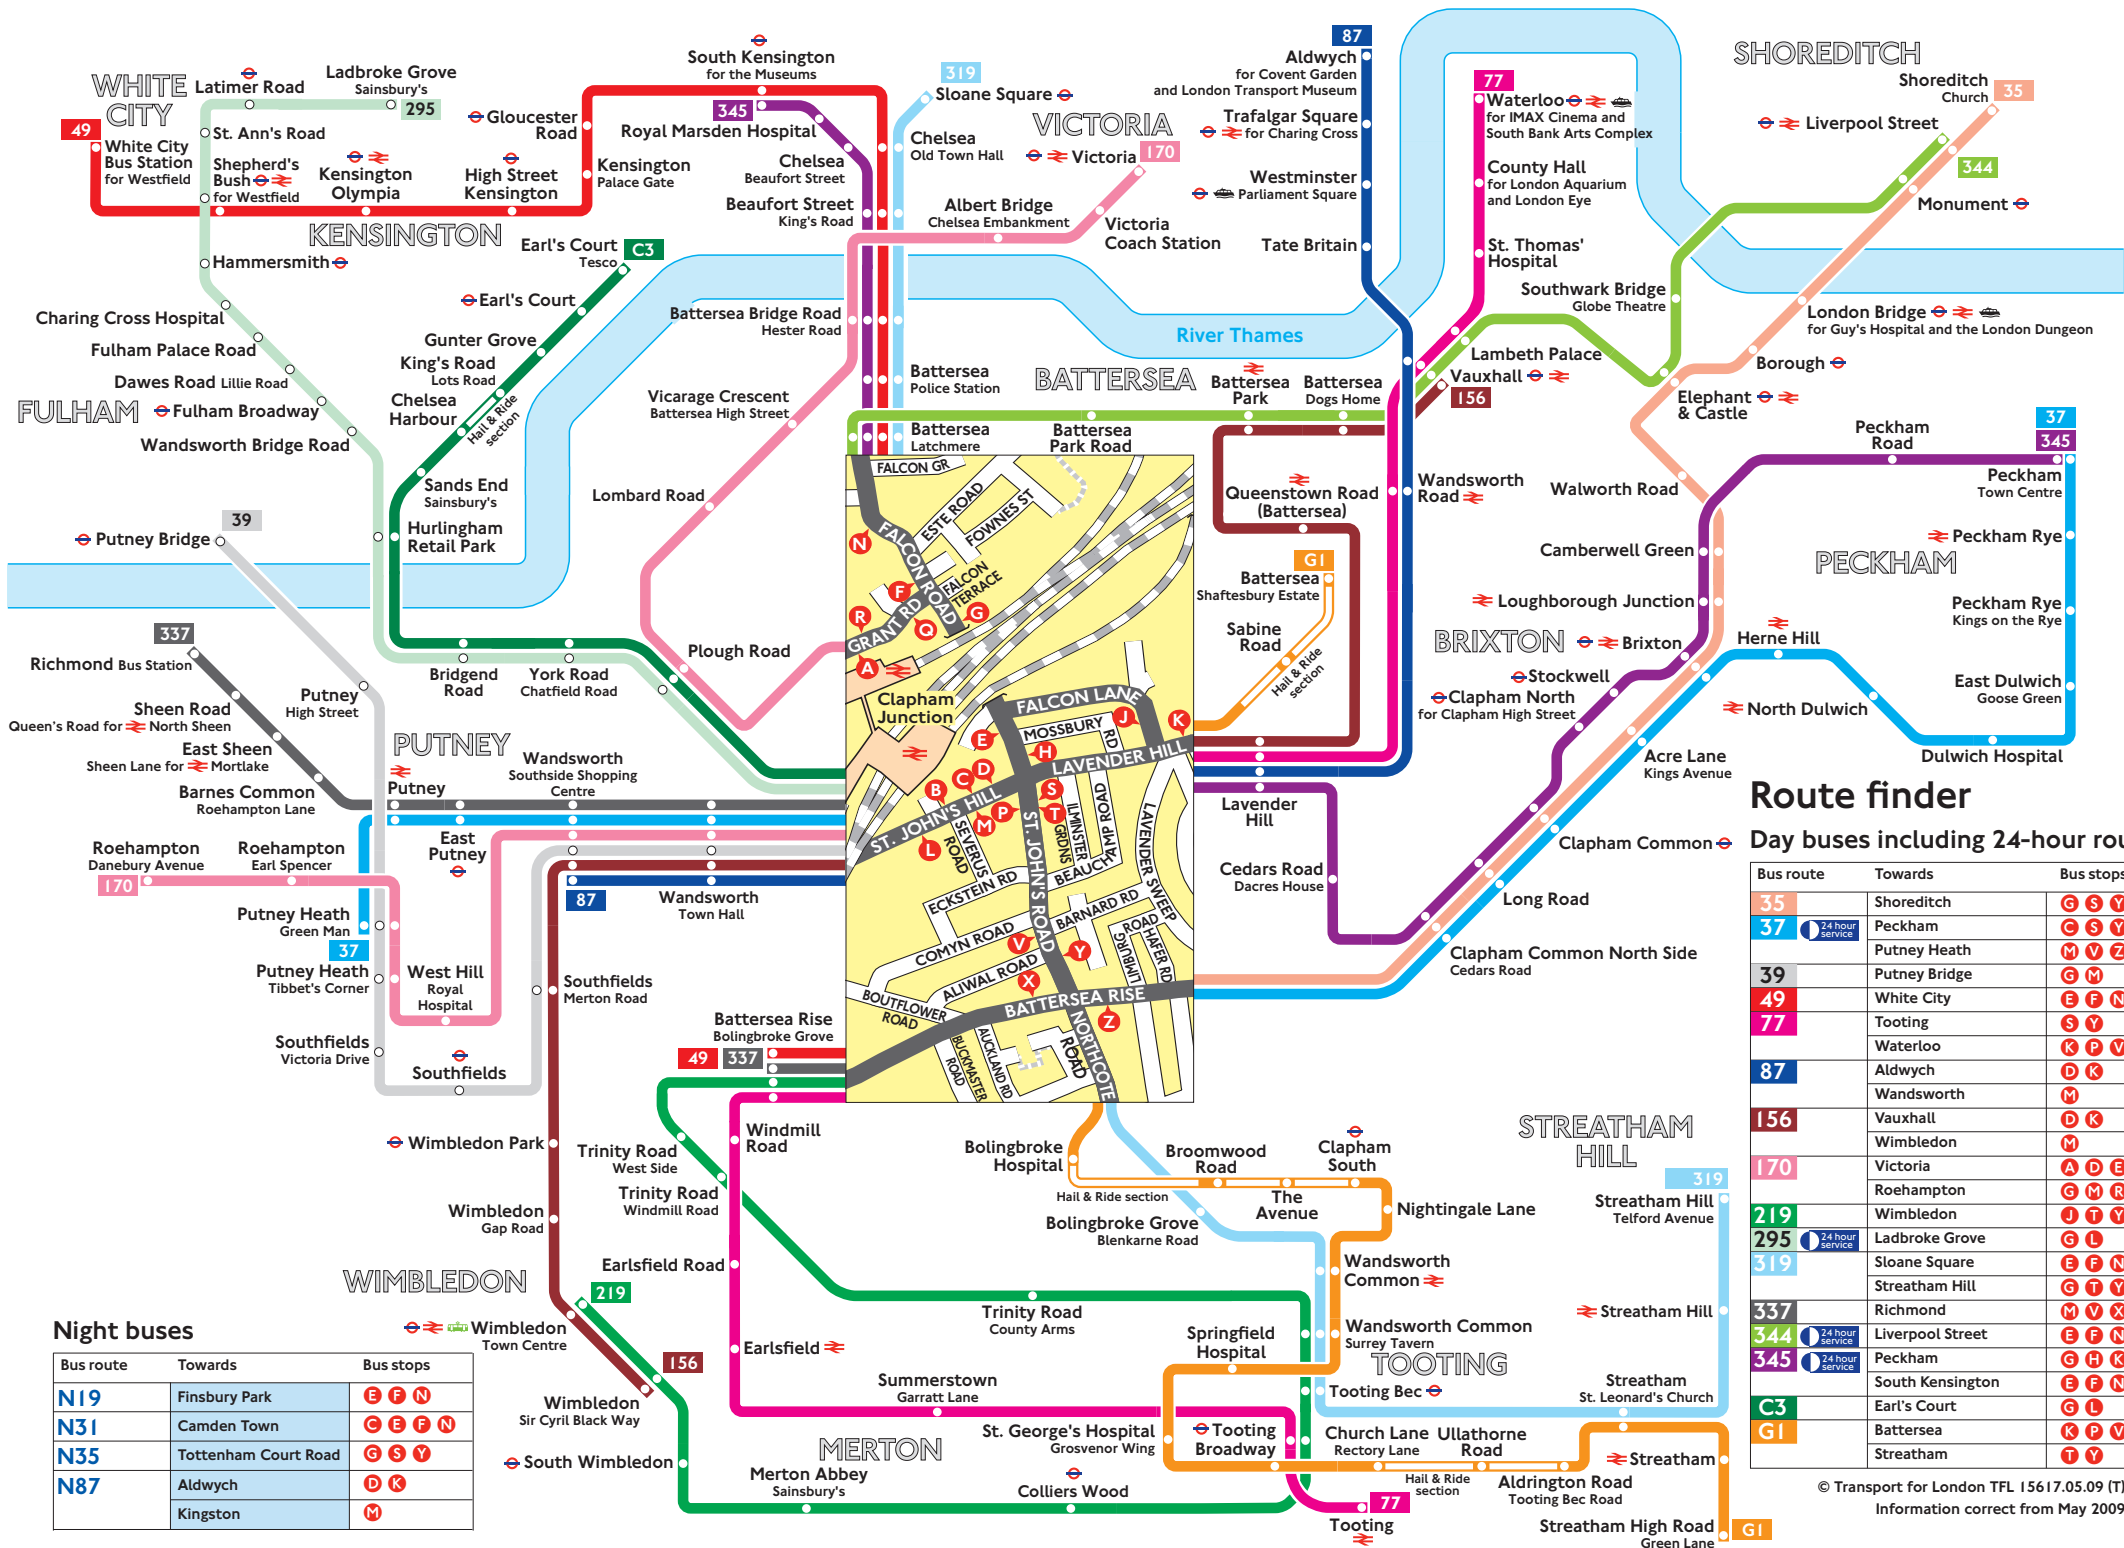 WHITE
CITY
49
White City
Bus Station
for Westfield
Latimer Road
Ladbroke Grove
Sainsbury's
295
St. Ann's Road
Shepherd's
Bush
for Westfield
Kensington
Olympia
High Street
Kensington
Gloucester
Road
Kensington
Palace Gate
KENSINGTON
Hammersmith
Charing Cross Hospital
Fulham Palace Road
Dawes Road Lillie Road
FULHAM
Fulham Broadway
Wandsworth Bridge Road
Earl's Court
Tesco
C3
Earl's Court
Gunter Grove
King's Road
Lots Road
Chelsea
Harbour
Hail & Ride
section
Sands End
Sainsbury's
Hurlingham
Retail Park
South Kensington
for the Museums
345
Royal Marsden Hospital
Chelsea
Beaufort Street
Beaufort Street
King's Road
319
Sloane Square
Chelsea
Old Town Hall
VICTORIA
Victoria
170
Albert Bridge
Chelsea Embankment
Victoria
Coach Station
Battersea Bridge Road
Hester Road
Battersea
Police Station
Vicarage Crescent
Battersea High Street
Battersea
Latchmere
Lombard Road
Plough Road
87
Aldwych
for Covent Garden
and London Transport Museum
Trafalgar Square
for Charing Cross
Westminster
Parliament Square
Tate Britain
River Thames
77
Waterloo
for IMAX Cinema and
South Bank Arts Complex
County Hall
for London Aquarium
and London Eye
St. Thomas'
Hospital
Southwark Bridge
Globe Theatre
Lambeth Palace
Vauxhall
156
BATTERSEA
Battersea
Park
Battersea
Dogs Home
Battersea
Park Road
Queenstown Road
(Battersea)
Wandsworth
Road
G1
Battersea
Shaftesbury Estate
Sabine
Road
Hail & Ride
section
SHOREDITCH
Shoreditch
Church
35
Liverpool Street
344
Monument
London Bridge
for Guy's Hospital and the London Dungeon
Borough
Elephant
& Castle
Walworth Road
Camberwell Green
Loughborough Junction
BRIXTON
Brixton
Stockwell
Clapham North
for Clapham High Street
Peckham
Road
37
345
Peckham
Town Centre
Peckham Rye
PECKHAM
Peckham Rye
Kings on the Rye
Herne Hill
East Dulwich
Goose Green
North Dulwich
Dulwich Hospital
Acre Lane
Kings Avenue
Clapham Common
Long Road
Clapham Common North Side
Cedars Road
Lavender
Hill
Cedars Road
Dacres House
39
Putney Bridge
337
Richmond Bus Station
Sheen Road
Queen's Road for North Sheen
East Sheen
Sheen Lane for Mortlake
Barnes Common
Roehampton Lane
Putney
High Street
PUTNEY
Putney
Bridgend
Road
York Road
Chatfield Road
Wandsworth
Southside Shopping
Centre
East
Putney
Roehampton
Danebury Avenue
170
Roehampton
Earl Spencer
Putney Heath
Green Man
37
Putney Heath
Tibbet's Corner
West Hill
Royal
Hospital
Southfields
Victoria Drive
Southfields
87
Wandsworth
Town Hall
Southfields
Merton Road
Battersea Rise
Bolingbroke Grove
49
337
FALCON GR
ESTE ROAD
FOWNES ST
N
FALCON ROAD
FALCON
TERRACE
F
G
R
Q
GRANT RD
A
Clapham
Junction
FALCON LANE
MOSSBURY
RD
J
K
E
H
LAVENDER HILL
C
D
B
S
ST. JOHN'S HILL
P
T
M
L
SEVERUS
ROAD
ST. JOHN'S ROAD
ILMINSTER
GRDNS
BEAUCHAMP ROAD
LAVENDER SWEEP
ECKSTEIN RD
COMYN ROAD
BARNARD RD
V
Y
ALIWAL ROAD
LIMBURG
ROAD
HAFER RD
X
BOUTFLOWER
ROAD
BATTERSEA RISE
Z
BUCKMASTER
ROAD
AUCKLAND RD
NORTHCOTE
ROAD
Wimbledon Park
Wimbledon
Gap Road
WIMBLEDON
219
Wimbledon
Town Centre
156
Wimbledon
Sir Cyril Black Way
South Wimbledon
Trinity Road
West Side
Trinity Road
Windmill Road
Windmill
Road
Earlsfield Road
Earlsfield
Summerstown
Garratt Lane
MERTON
Merton Abbey
Sainsbury's
Colliers Wood
Trinity Road
County Arms
Bolingbroke
Hospital
Hail & Ride section
Broomwood
Road
The
Avenue
Clapham
South
Nightingale Lane
Bolingbroke Grove
Blenkarne Road
Wandsworth
Common
Wandsworth Common
Surrey Tavern
Springfield
Hospital
TOOTING
Tooting Bec
St. George's Hospital
Grosvenor Wing
Tooting
Broadway
Church Lane
Rectory Lane
Ullathorne
Road
Hail & Ride
section
Aldrington Road
Tooting Bec Road
77
Tooting
STREATHAM
HILL
319
Streatham Hill
Telford Avenue
Streatham Hill
Streatham
St. Leonard's Church
Streatham
Streatham High Road
Green Lane
G1
Night buses
Bus route Towards Bus stops
N19 Finsbury Park E F N
N31 Camden Town C E F N
N35 Tottenham Court Road G S Y
N87 Aldwych D K
Kingston M
Route finder
Day buses including 24-hour rou
Bus route Towards Bus stops
35 Shoreditch G S Y
37 24 hour service Peckham C S Y
Putney Heath M V Z
39 Putney Bridge G M
49 White City E F N
77 Tooting S Y
Waterloo K P V
87 Aldwych D K
Wandsworth M
156 Vauxhall D K
Wimbledon M
170 Victoria A D E
Roehampton G M R
219 Wimbledon J T Y
295 24 hour service Ladbroke Grove G L
319 Sloane Square E F N
Streatham Hill G T Y
337 Richmond M V X
344 24 hour service Liverpool Street E F N
345 24 hour service Peckham G H K
South Kensington E F N
C3 Earl's Court G L
G1 Battersea K P V
Streatham T Y
© Transport for London TFL 15617.05.09 (T)
Information correct from May 2009